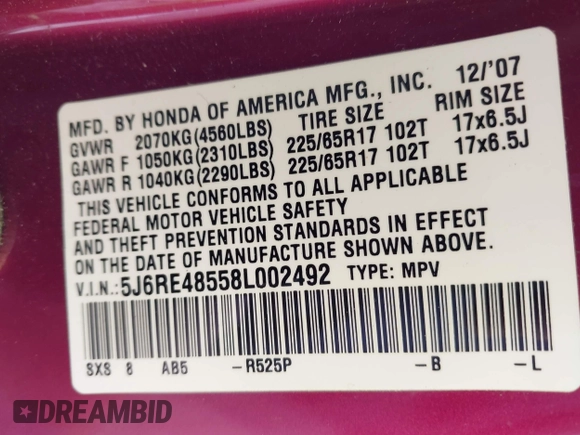 MFD. BY HONDA OF AMERICA MFG., INC. 12/'07
TIRE SIZE RIM SIZE
GVWR 2070KG(4560LBS)
GAWR F 1050KG(2310LBS) 225/65R17 102T 17x6.5J
GAWR R 1040KG(2290LBS) 225/65R17 102T 17x6.5J
THIS VEHICLE CONFORMS TO ALL APPLICABLE
FEDERAL MOTOR VEHICLE SAFETY
AND THEFT PREVENTION STANDARDS IN EFFECT
ON THE DATE OF MANUFACTURE SHOWN ABOVE.
V.I.N.:5J6RE48558L002492 TYPE: MPV
SXS 8 AB5 -R525P -B -L
DREAMBID